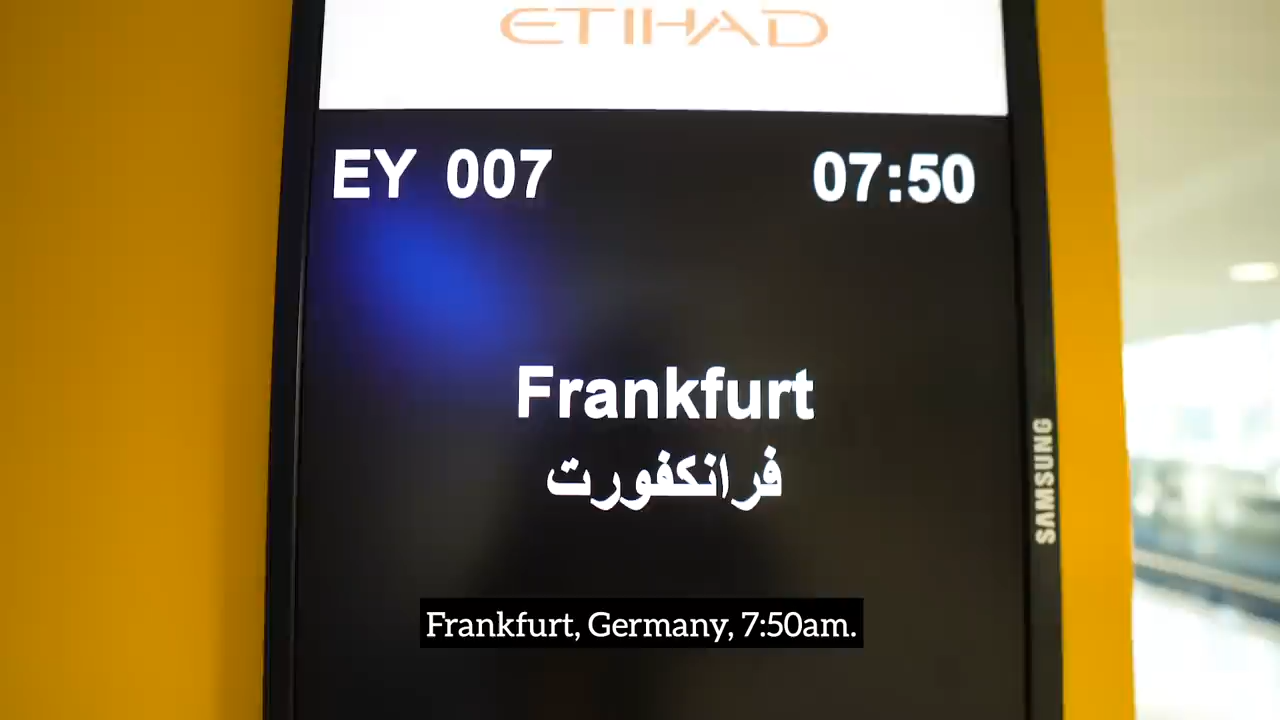 ETIHAD
EY 007 07:50
Frankfurt
فرانكفورت
SAMSUNG
Frankfurt, Germany, 7:50am.